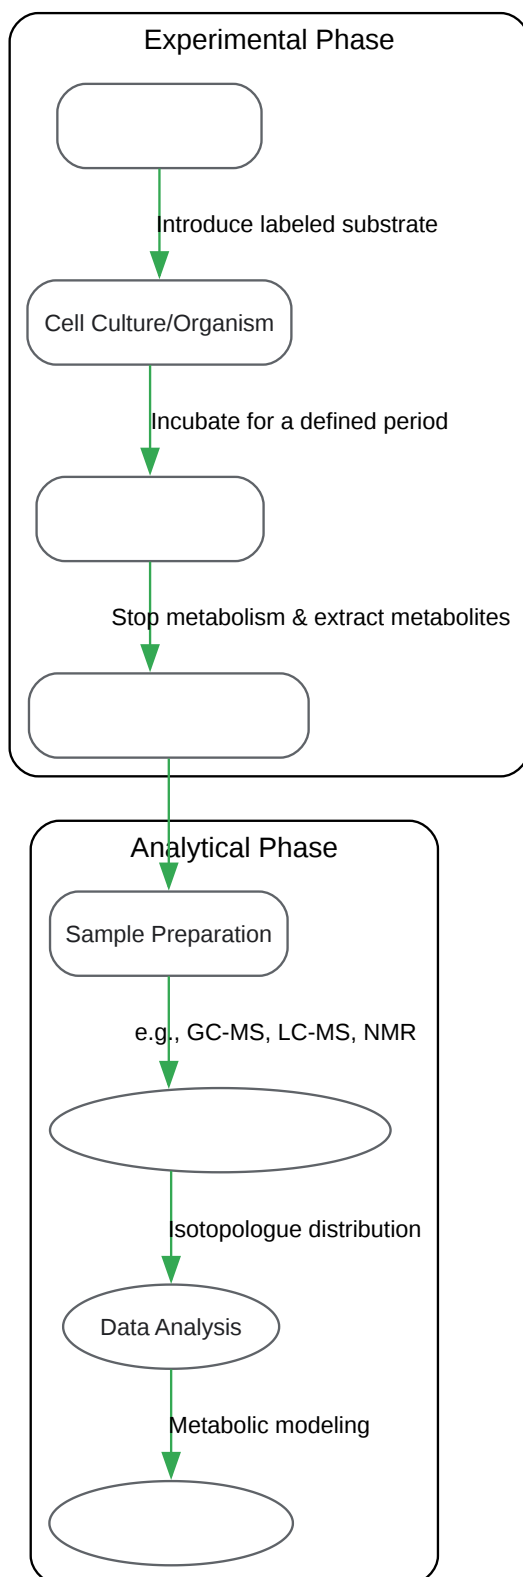 Experimental Phase
Introduce labeled substrate
Cell Culture/Organism
Incubate for a defined period
Stop metabolism & extract metabolites
Analytical Phase
Sample Preparation
e.g., GC-MS, LC-MS, NMR
Isotopologue distribution
Data Analysis
Metabolic modeling